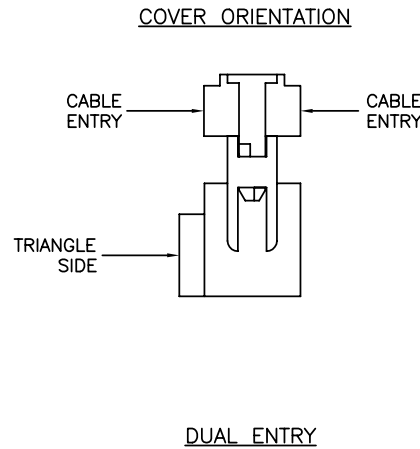 COVER ORIENTATION
CABLE
ENTRY
CABLE
ENTRY
TRIANGLE
SIDE
DUAL ENTRY